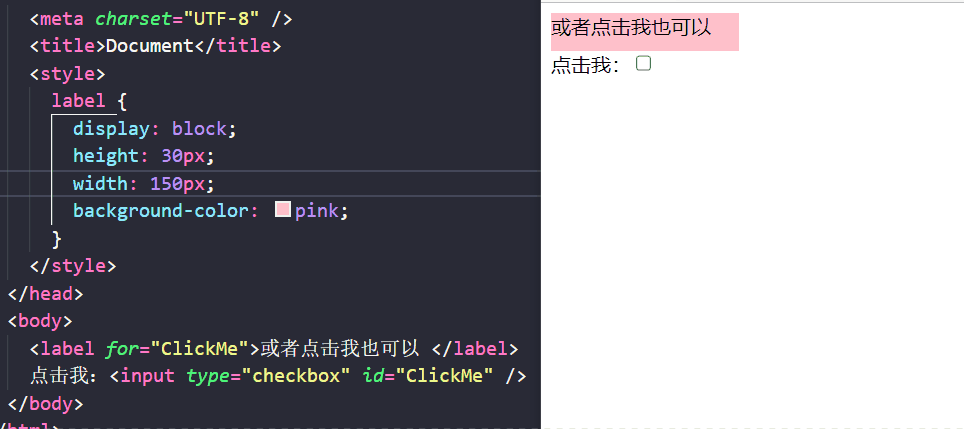 <meta charset="UTF-8" />
<title>Document</title>
<style>
label {
display: block;
height: 30px;
width: 150px;
background-color: pink;
}
</style>
</head>
<body>
<label for="ClickMe">或者点击我也可以 </label>
点击我：<input type="checkbox" id="ClickMe" />
</body>
</html>
或者点击我也可以
点击我：